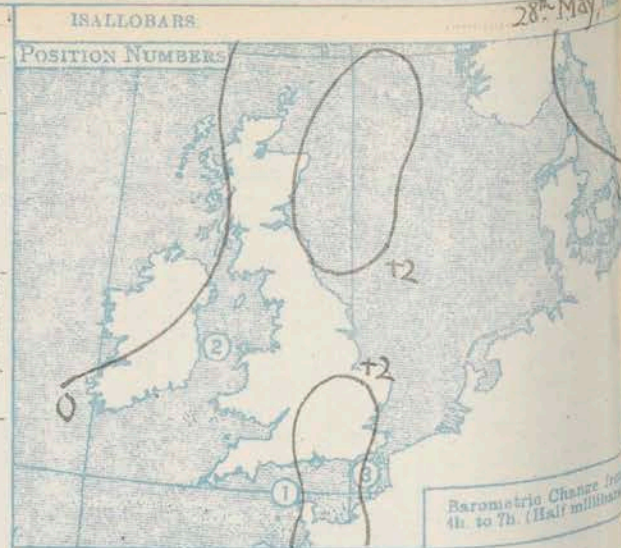 ISALLOBARS.
28th May,
POSITION NUMBERS
+2
②
+2
0
①
③
Barometric Change
4h. to 7h. (Half